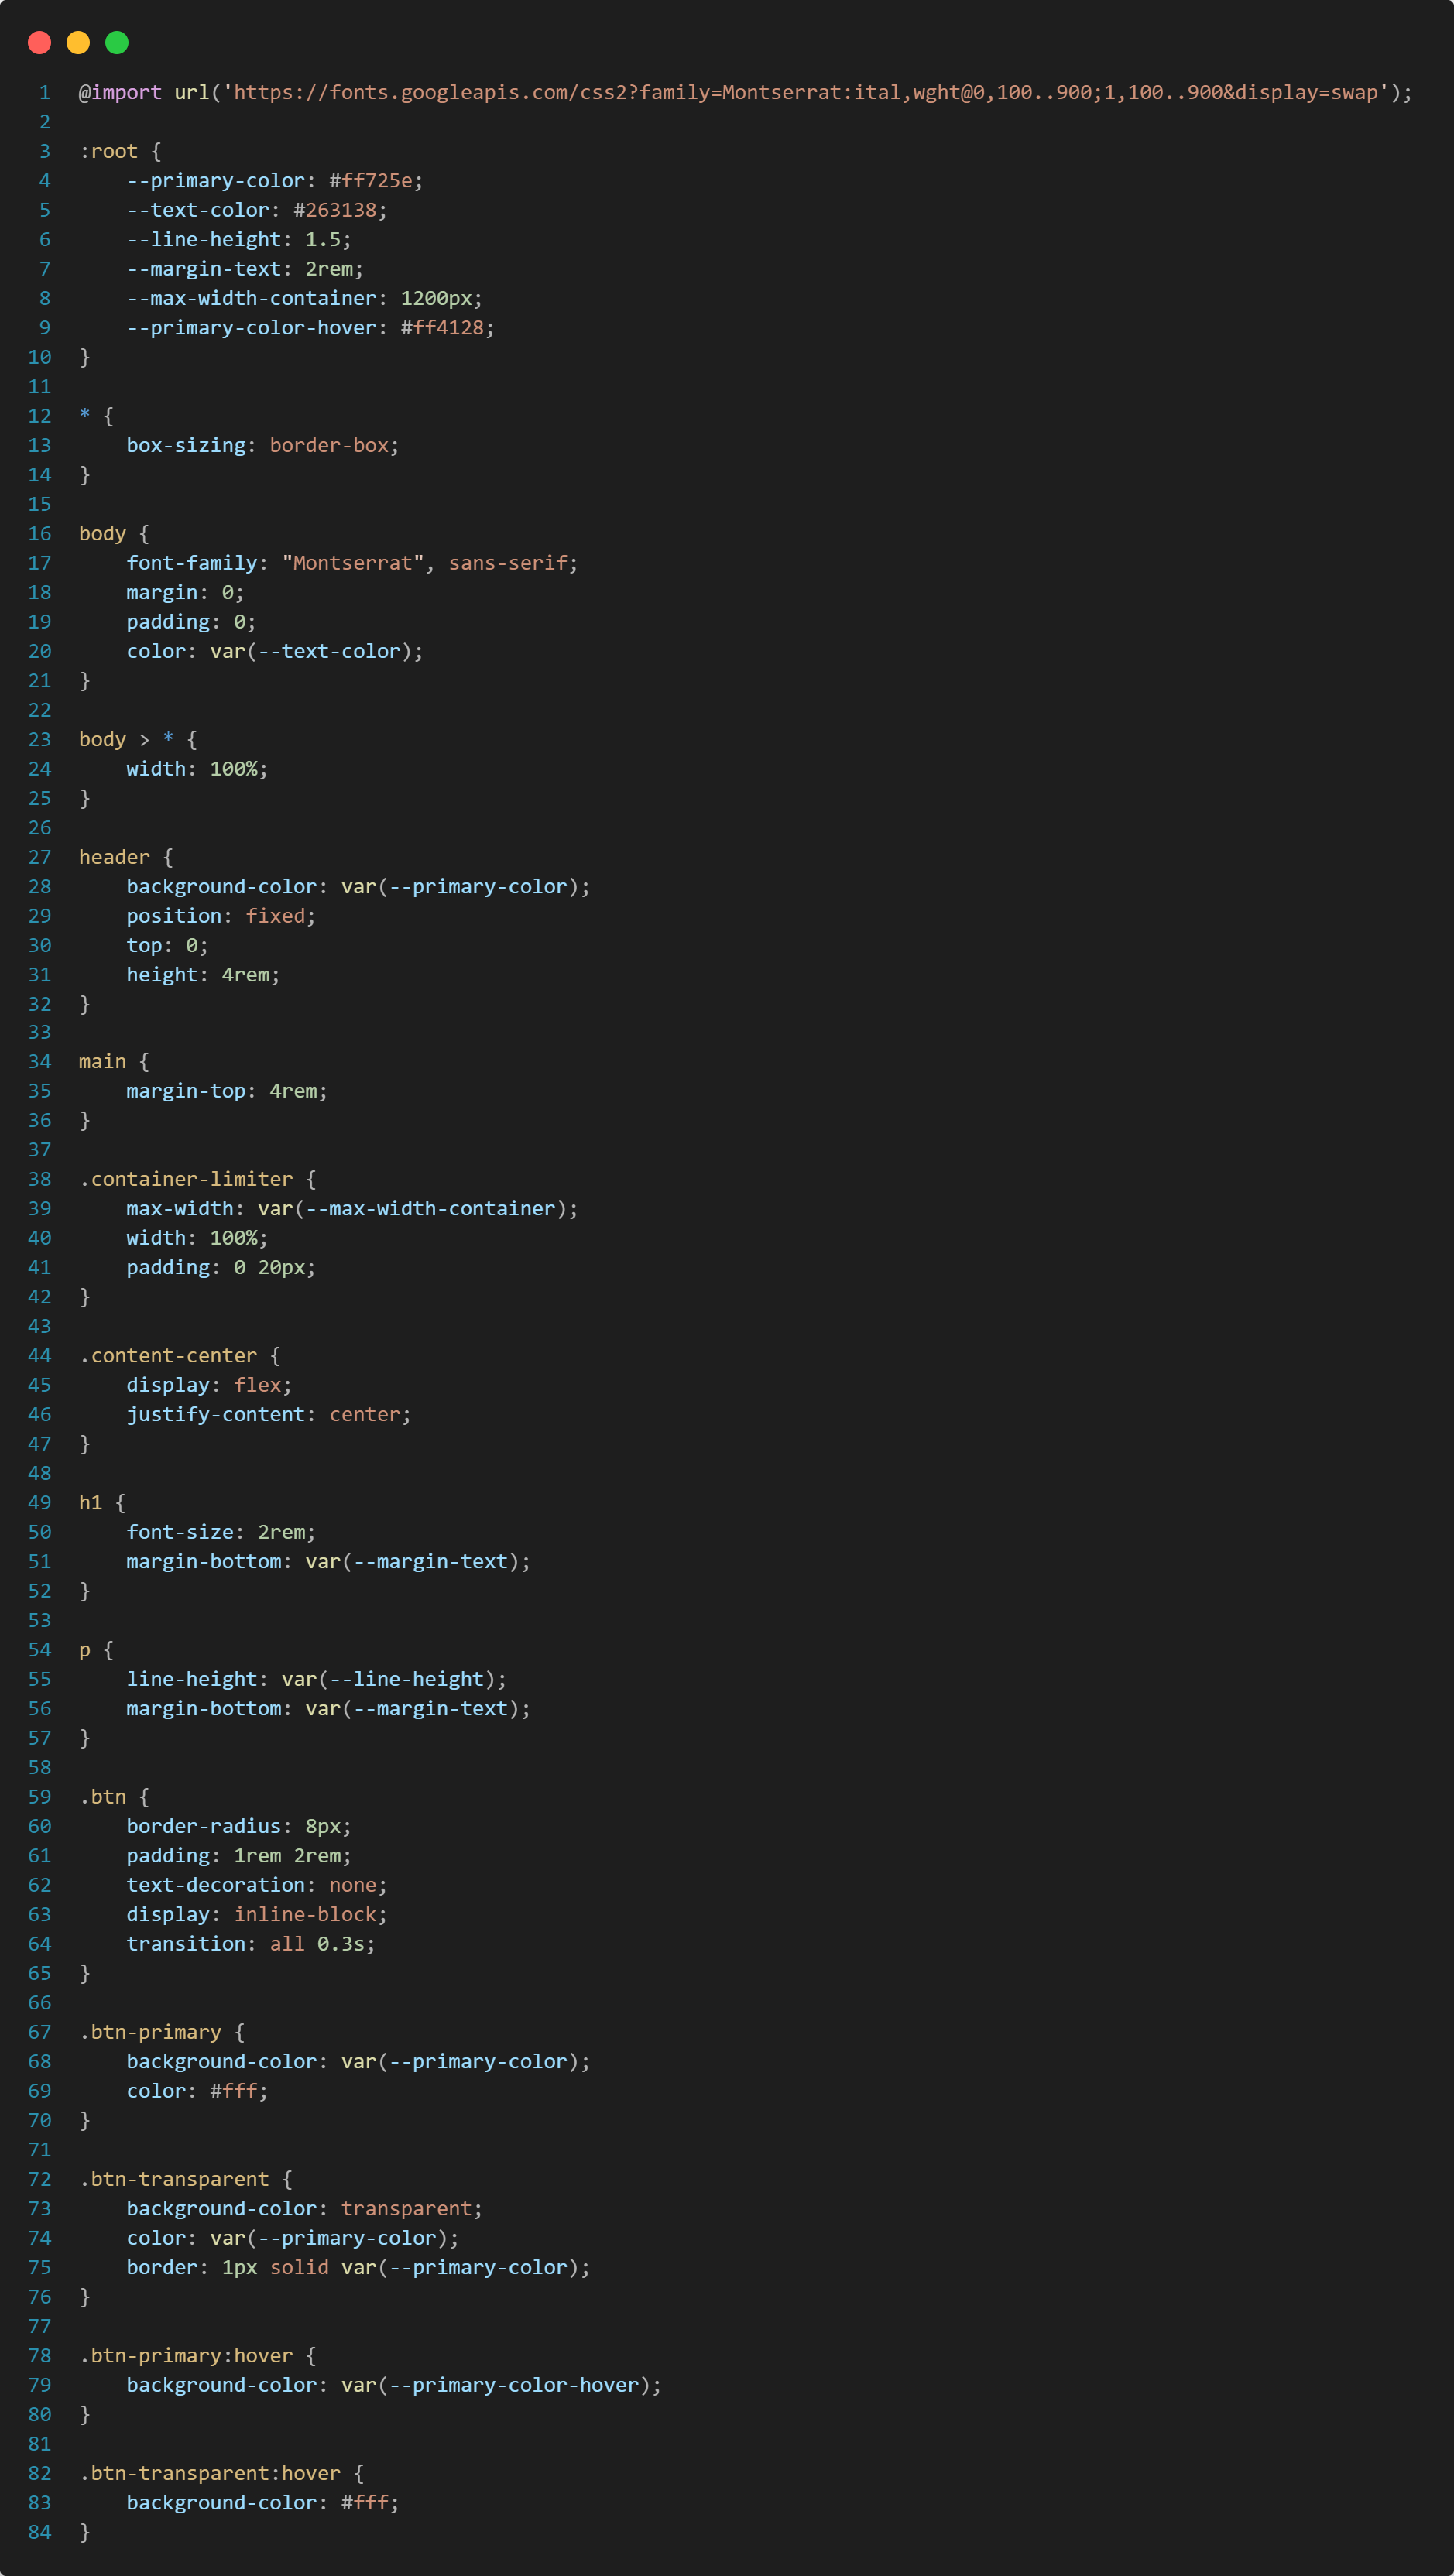 1 @import url('https://fonts.googleapis.com/css2?family=Montserrat:ital,wght@0,100..900;1,100..900&display=swap');
2
3 :root {
4     --primary-color: #ff725e;
5     --text-color: #263138;
6     --line-height: 1.5;
7     --margin-text: 2rem;
8     --max-width-container: 1200px;
9     --primary-color-hover: #ff4128;
10 }
11
12 * {
13     box-sizing: border-box;
14 }
15
16 body {
17     font-family: "Montserrat", sans-serif;
18     margin: 0;
19     padding: 0;
20     color: var(--text-color);
21 }
22
23 body > * {
24     width: 100%;
25 }
26
27 header {
28     background-color: var(--primary-color);
29     position: fixed;
30     top: 0;
31     height: 4rem;
32 }
33
34 main {
35     margin-top: 4rem;
36 }
37
38 .container-limiter {
39     max-width: var(--max-width-container);
40     width: 100%;
41     padding: 0 20px;
42 }
43
44 .content-center {
45     display: flex;
46     justify-content: center;
47 }
48
49 h1 {
50     font-size: 2rem;
51     margin-bottom: var(--margin-text);
52 }
53
54 p {
55     line-height: var(--line-height);
56     margin-bottom: var(--margin-text);
57 }
58
59 .btn {
60     border-radius: 8px;
61     padding: 1rem 2rem;
62     text-decoration: none;
63     display: inline-block;
64     transition: all 0.3s;
65 }
66
67 .btn-primary {
68     background-color: var(--primary-color);
69     color: #fff;
70 }
71
72 .btn-transparent {
73     background-color: transparent;
74     color: var(--primary-color);
75     border: 1px solid var(--primary-color);
76 }
77
78 .btn-primary:hover {
79     background-color: var(--primary-color-hover);
80 }
81
82 .btn-transparent:hover {
83     background-color: #fff;
84 }